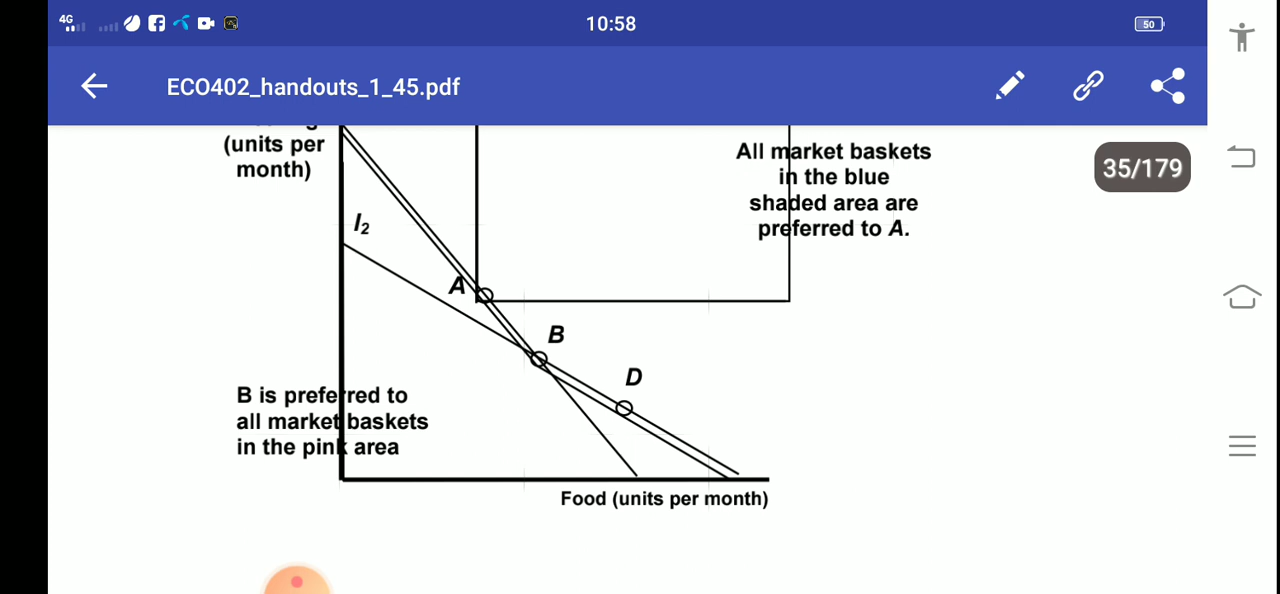 4G
10:58
50
ECO402_handouts_1_45.pdf
(units per
month)
All market baskets
in the blue
shaded area are
preferred to A.
35/179
I2
A
B
D
B is preferred to
all market baskets
in the pink area
Food (units per month)